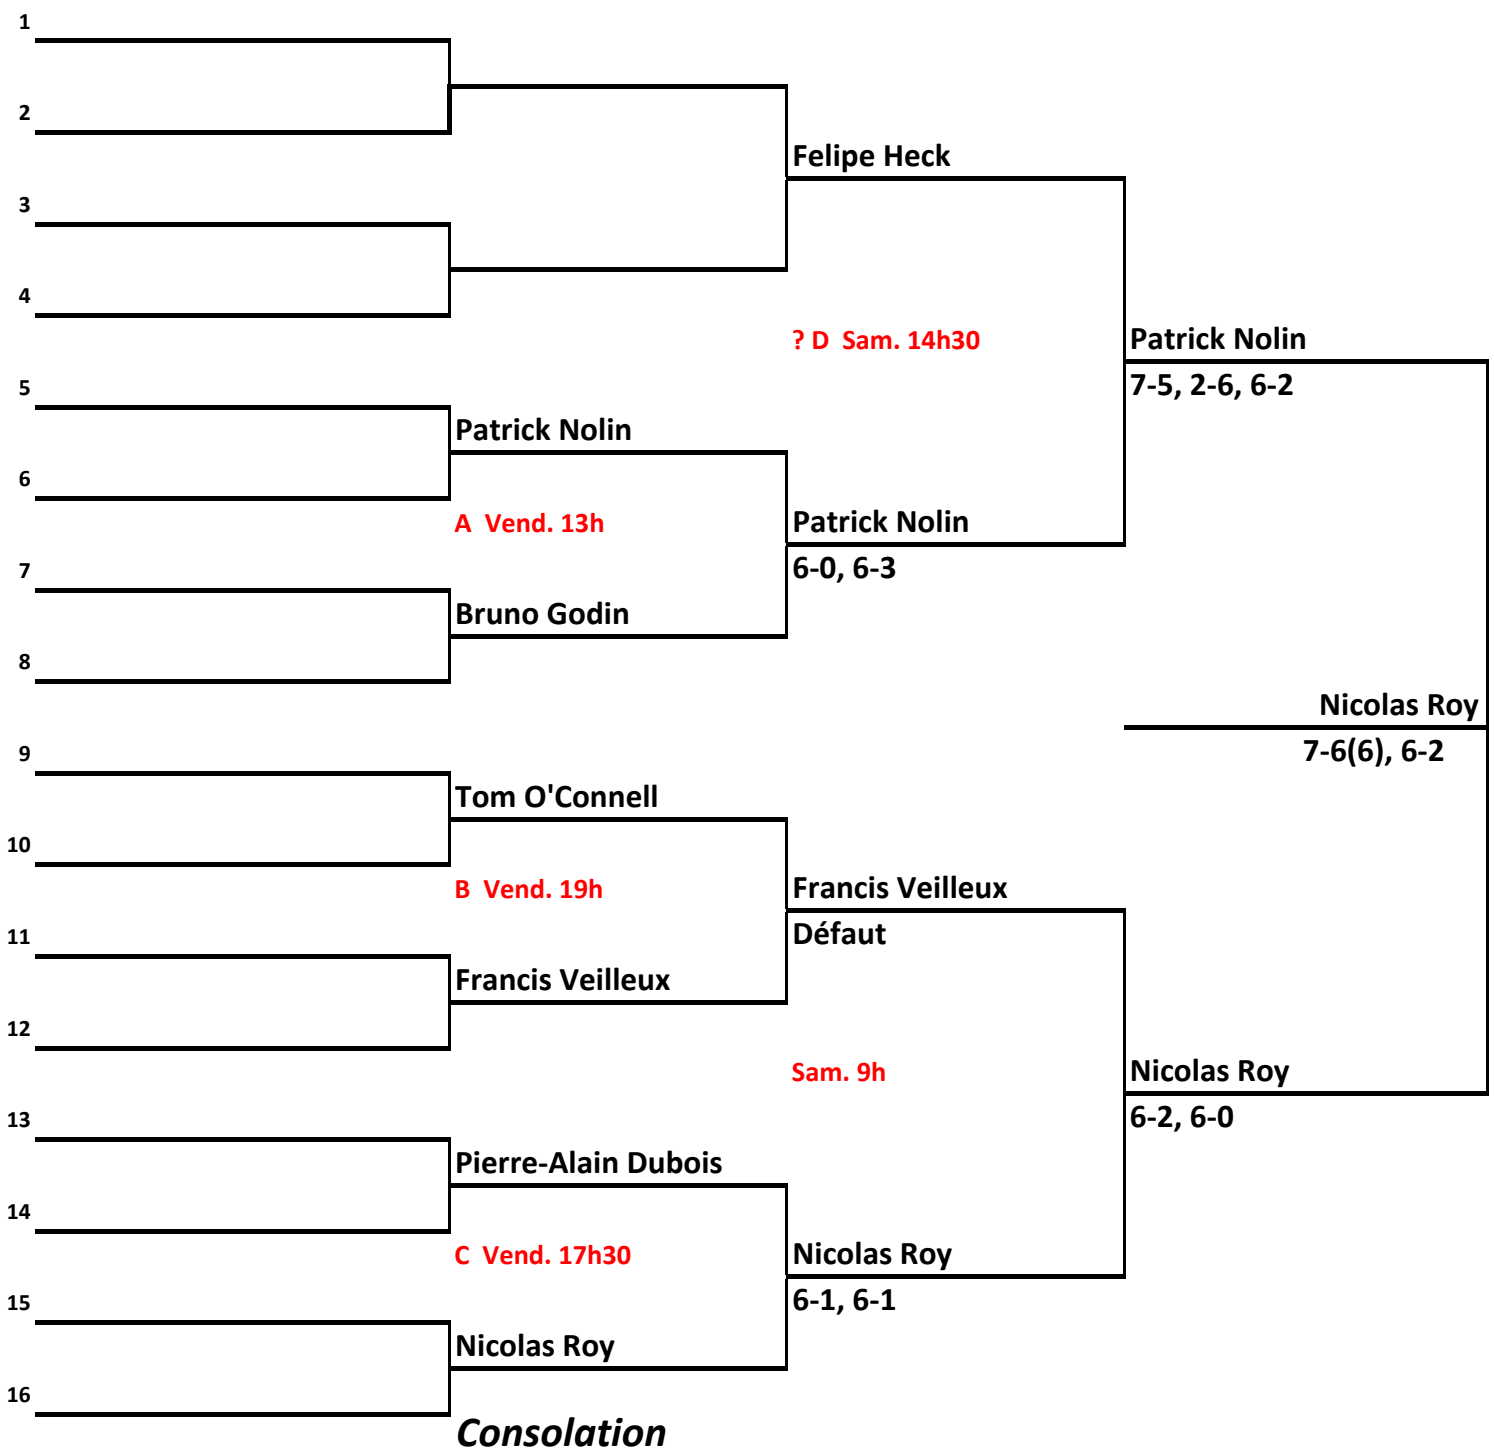 1
2
Felipe Heck
3
4
? D  Sam. 14h30
Patrick Nolin
7-5, 2-6, 6-2
5
Patrick Nolin
6
A  Vend. 13h
Patrick Nolin
6-0, 6-3
7
Bruno Godin
8
Nicolas Roy
7-6(6), 6-2
9
Tom O'Connell
10
B  Vend. 19h
Francis Veilleux
Défaut
11
Francis Veilleux
12
Sam. 9h
Nicolas Roy
6-2, 6-0
13
Pierre-Alain Dubois
14
C  Vend. 17h30
Nicolas Roy
6-1, 6-1
15
Nicolas Roy
16
Consolation